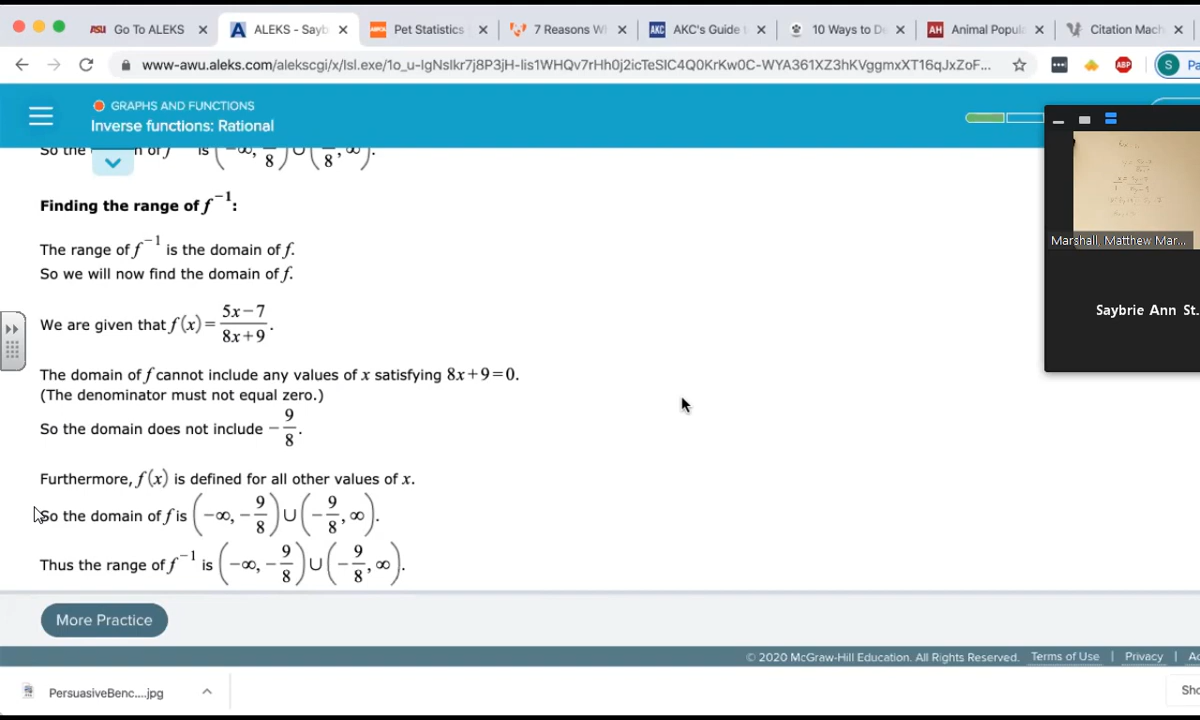 ASU Go To ALEKS
ALEKS - Sayb
Pet Statistics
7 Reasons W
AKC AKC's Guide
10 Ways to D
AH Animal Popul
Citation Mach
www-awu.aleks.com/alekscgi/x/Isl.exe/1o_u-IgNslkr7j8P3jH-Iis1WHQv7rHh0j2icTeSIC4Q0KrKw0C-WYA361XZ3hKVggmxXT16qJxZoF...
ABP
S Pa
GRAPHS AND FUNCTIONS
Inverse functions: Rational
Finding the range of f⁻¹:
The range of f⁻¹ is the domain of f.
So we will now find the domain of f.
We are given that f(x) = (5x−7)/(8x+9).
The domain of f cannot include any values of x satisfying 8x+9=0.
(The denominator must not equal zero.)
So the domain does not include −9/8.
Furthermore, f(x) is defined for all other values of x.
So the domain of f is (−∞, −9/8) ∪ (−9/8, ∞).
Thus the range of f⁻¹ is (−∞, −9/8) ∪ (−9/8, ∞).
Marshall, Matthew Mar...
Saybrie Ann St.
More Practice
© 2020 McGraw-Hill Education. All Rights Reserved. Terms of Use | Privacy |
PersuasiveBenc....jpg